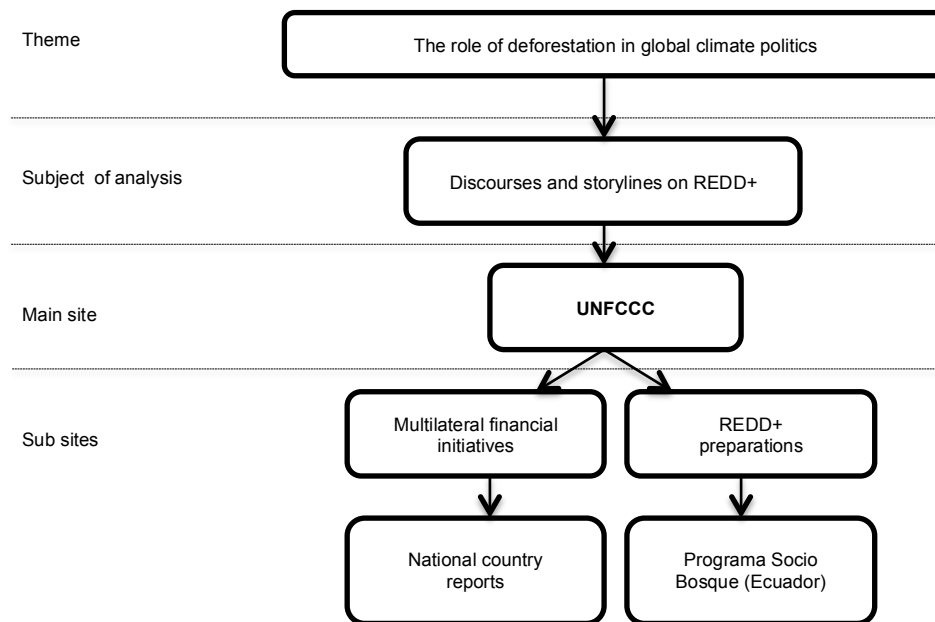 Theme
The role of deforestation in global climate politics
Subject of analysis
Discourses and storylines on REDD+
Main site
UNFCCC
Sub sites
Multilateral financial
initiatives
REDD+
preparations
National country
reports
Programa Socio
Bosque (Ecuador)